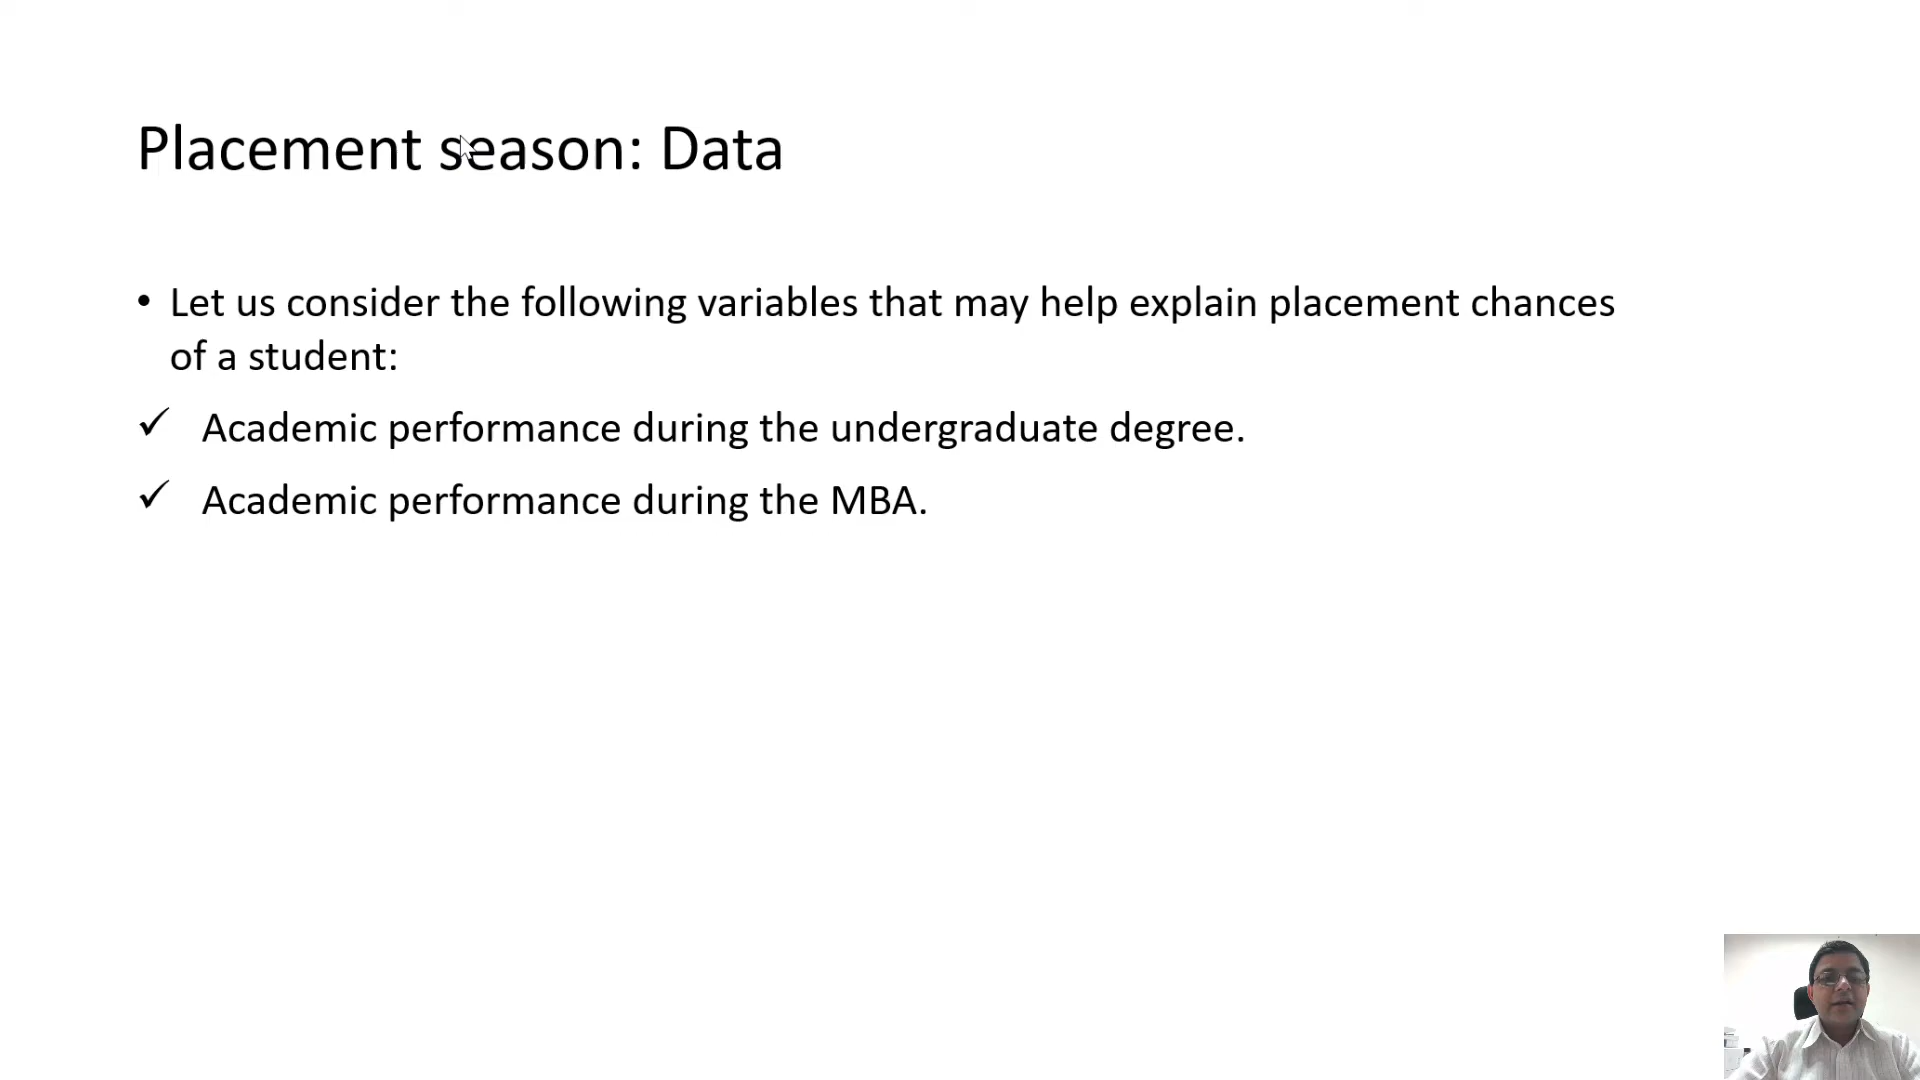 Placement season: Data
• Let us consider the following variables that may help explain placement chances
of a student:
✓ Academic performance during the undergraduate degree.
✓ Academic performance during the MBA.